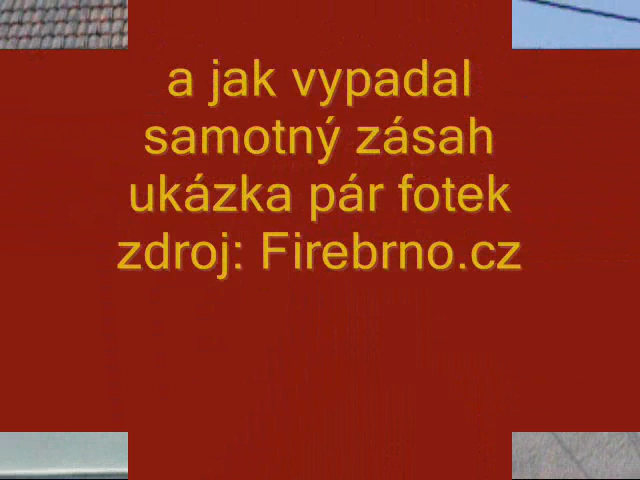 a jak vypadal
samotný zásah
ukázka pár fotek
zdroj: Firebrno.cz